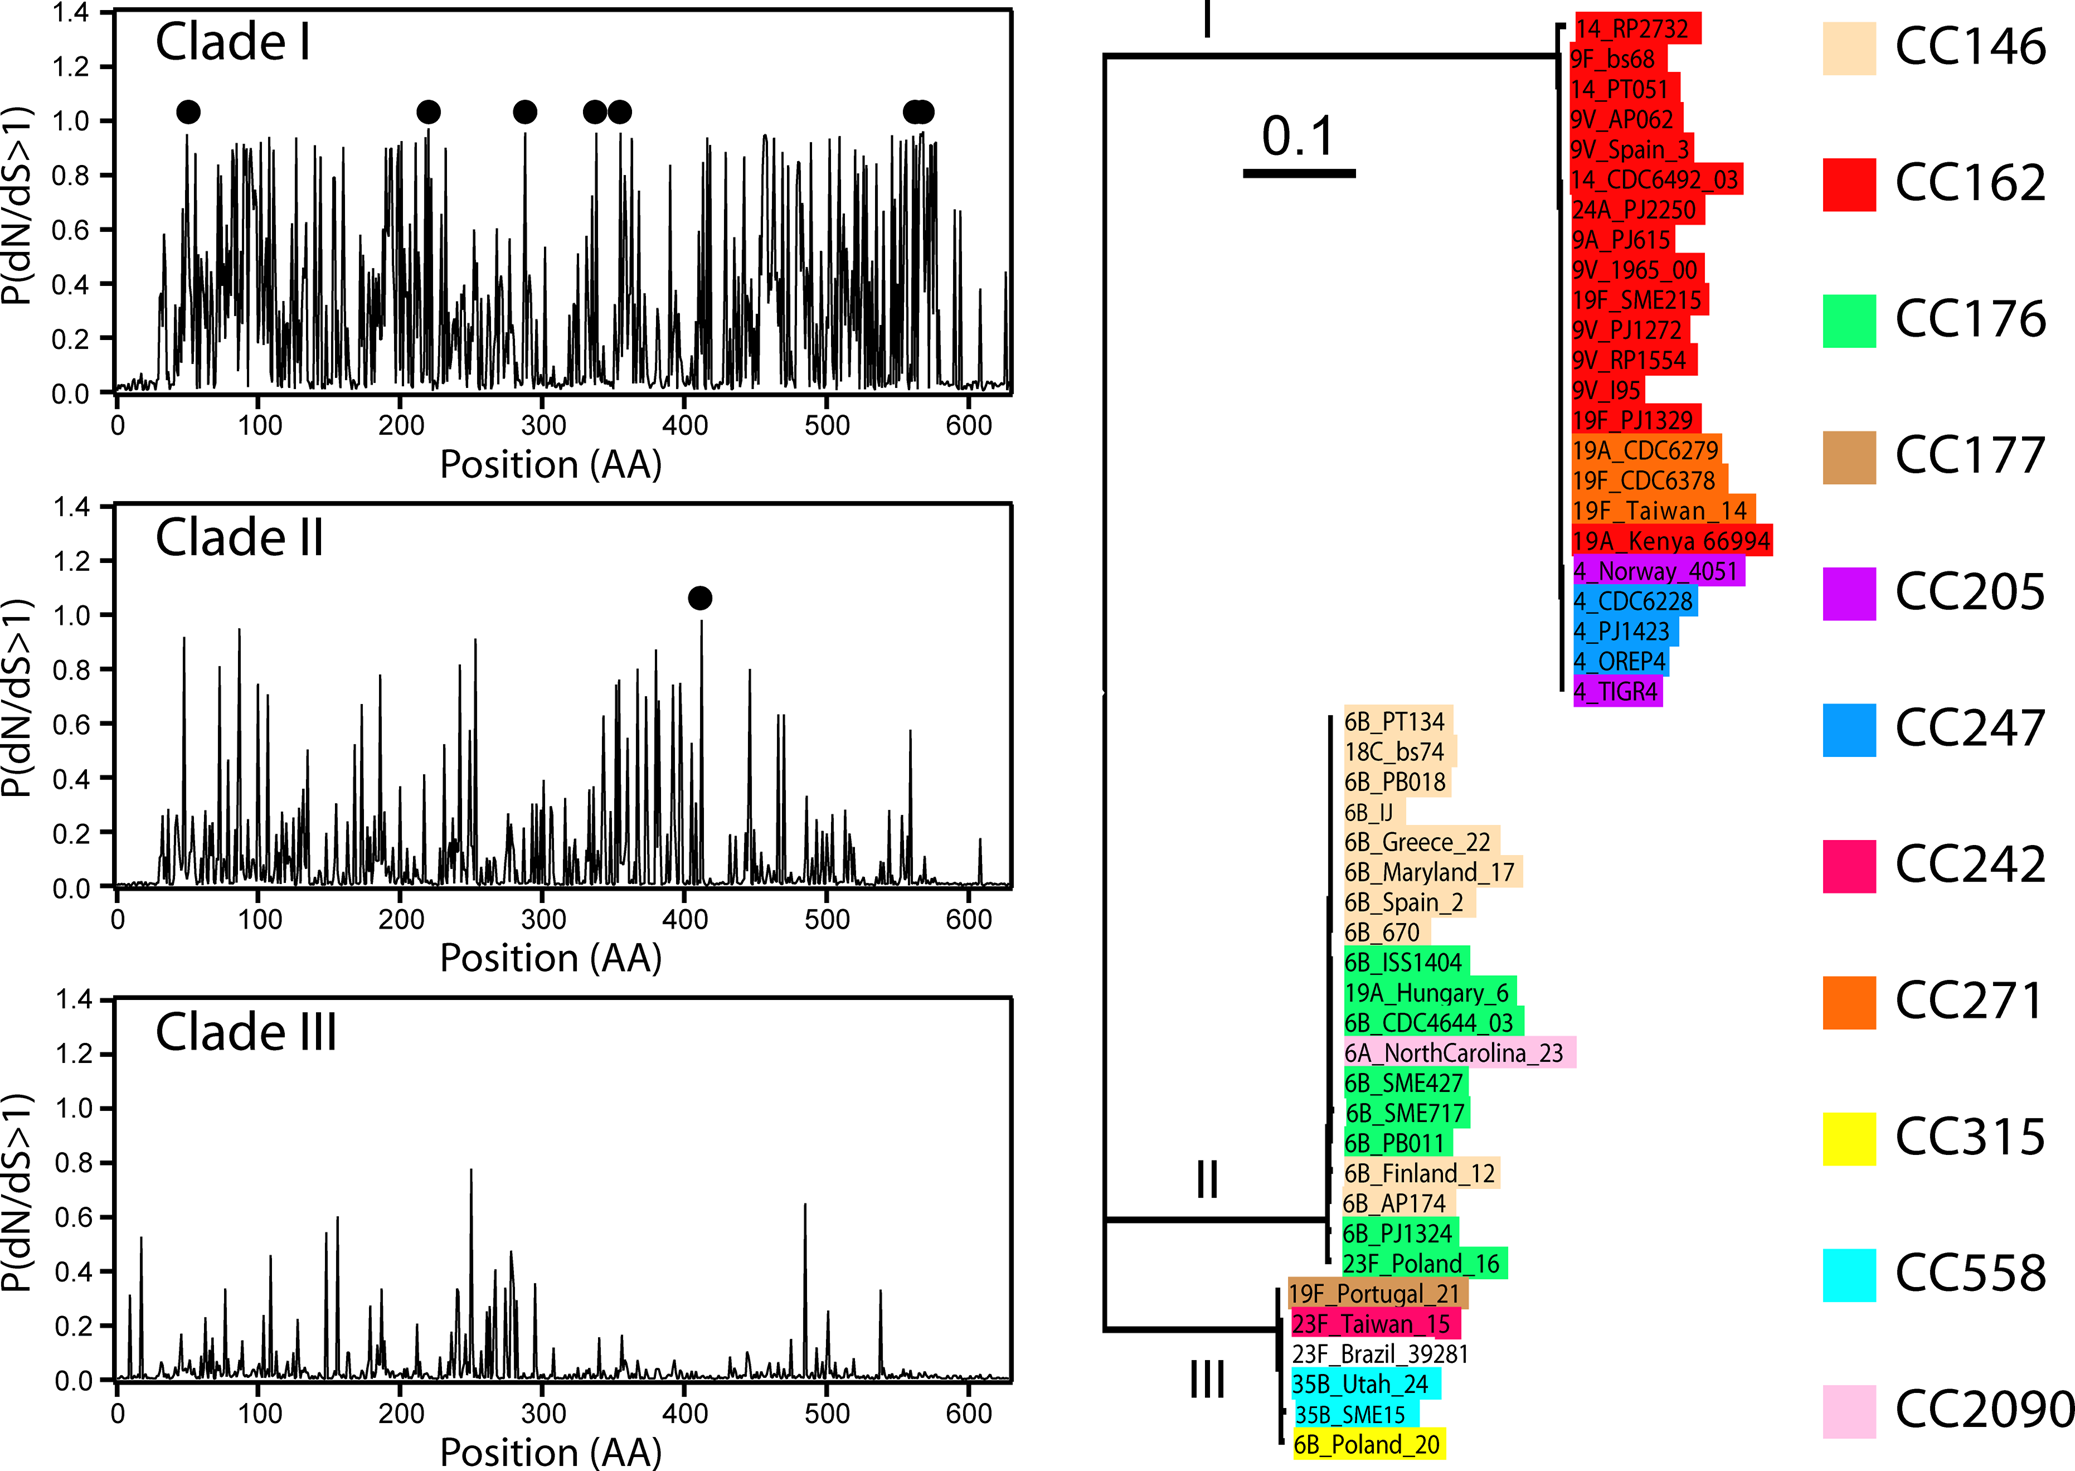 Clade I
P(dN/dS>1)
1.4
1.2
1.0
0.8
0.6
0.4
0.2
0.0
0 100 200 300 400 500 600
Position (AA)
Clade II
P(dN/dS>1)
1.4
1.2
1.0
0.8
0.6
0.4
0.2
0.0
0 100 200 300 400 500 600
Position (AA)
Clade III
P(dN/dS>1)
1.4
1.2
1.0
0.8
0.6
0.4
0.2
0.0
0 100 200 300 400 500 600
Position (AA)
I
0.1
14_RP2732
9F_bs68
14_PT051
9V_AP062
9V_Spain_3
14_CDC6492_03
24A_PJ2250
9A_PJ615
9V_1965_00
19F_SME215
9V_PJ1272
9V_RP1554
9V_I95
19F_PJ1329
19A_CDC6279
19F_CDC6378
19F_Taiwan_14
19A_Kenya 66994
4_Norway_4051
4_CDC6228
4_PJ1423
4_OREP4
4_TIGR4
6B_PT134
18C_bs74
6B_PB018
6B_IJ
6B_Greece_22
6B_Maryland_17
6B_Spain_2
6B_670
6B_ISS1404
19A_Hungary_6
6B_CDC4644_03
6A_NorthCarolina_23
6B_SME427
6B_SME717
6B_PB011
6B_Finland_12
6B_AP174
6B_PJ1324
23F_Poland_16
II
19F_Portugal_21
23F_Taiwan_15
23F_Brazil_39281
35B_Utah_24
35B_SME15
6B_Poland_20
III
CC146
CC162
CC176
CC177
CC205
CC247
CC242
CC271
CC315
CC558
CC2090